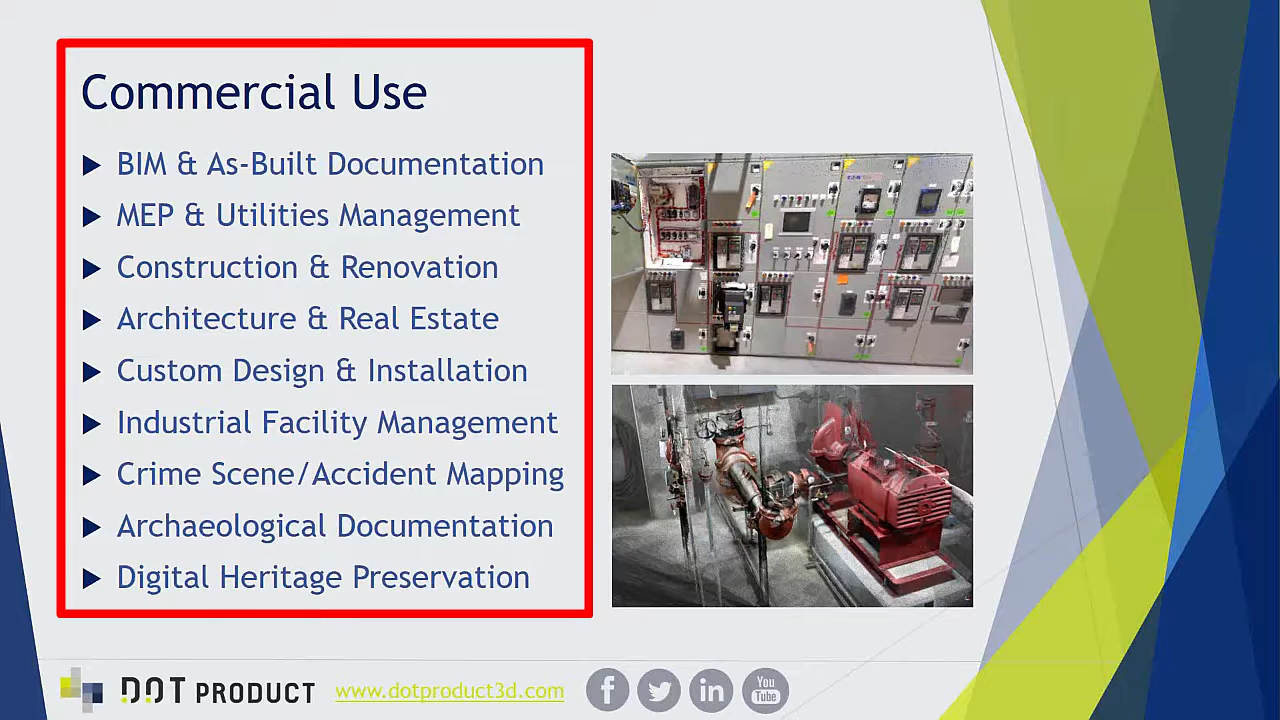 Commercial Use
BIM & As-Built Documentation
MEP & Utilities Management
Construction & Renovation
Architecture & Real Estate
Custom Design & Installation
Industrial Facility Management
Crime Scene/Accident Mapping
Archaeological Documentation
Digital Heritage Preservation
DOT PRODUCT
www.dotproduct3d.com
You
Tube